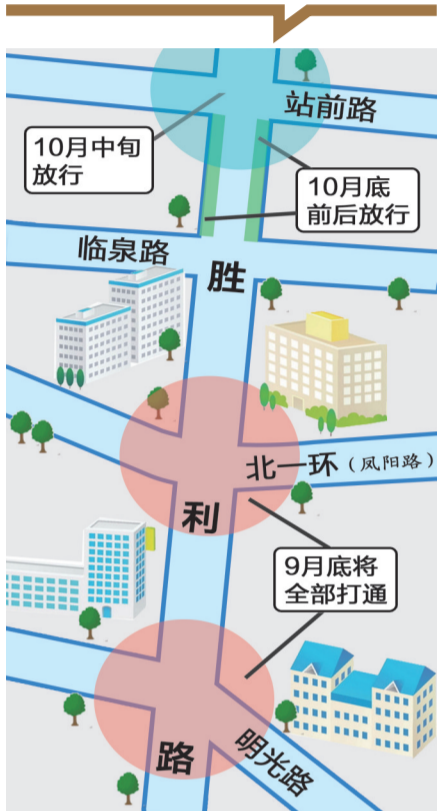 站前路
10月中旬
放行
10月底
前后放行
临泉路
胜
北一环（凤阳路）
利
9月底将
全部打通
路
明光路